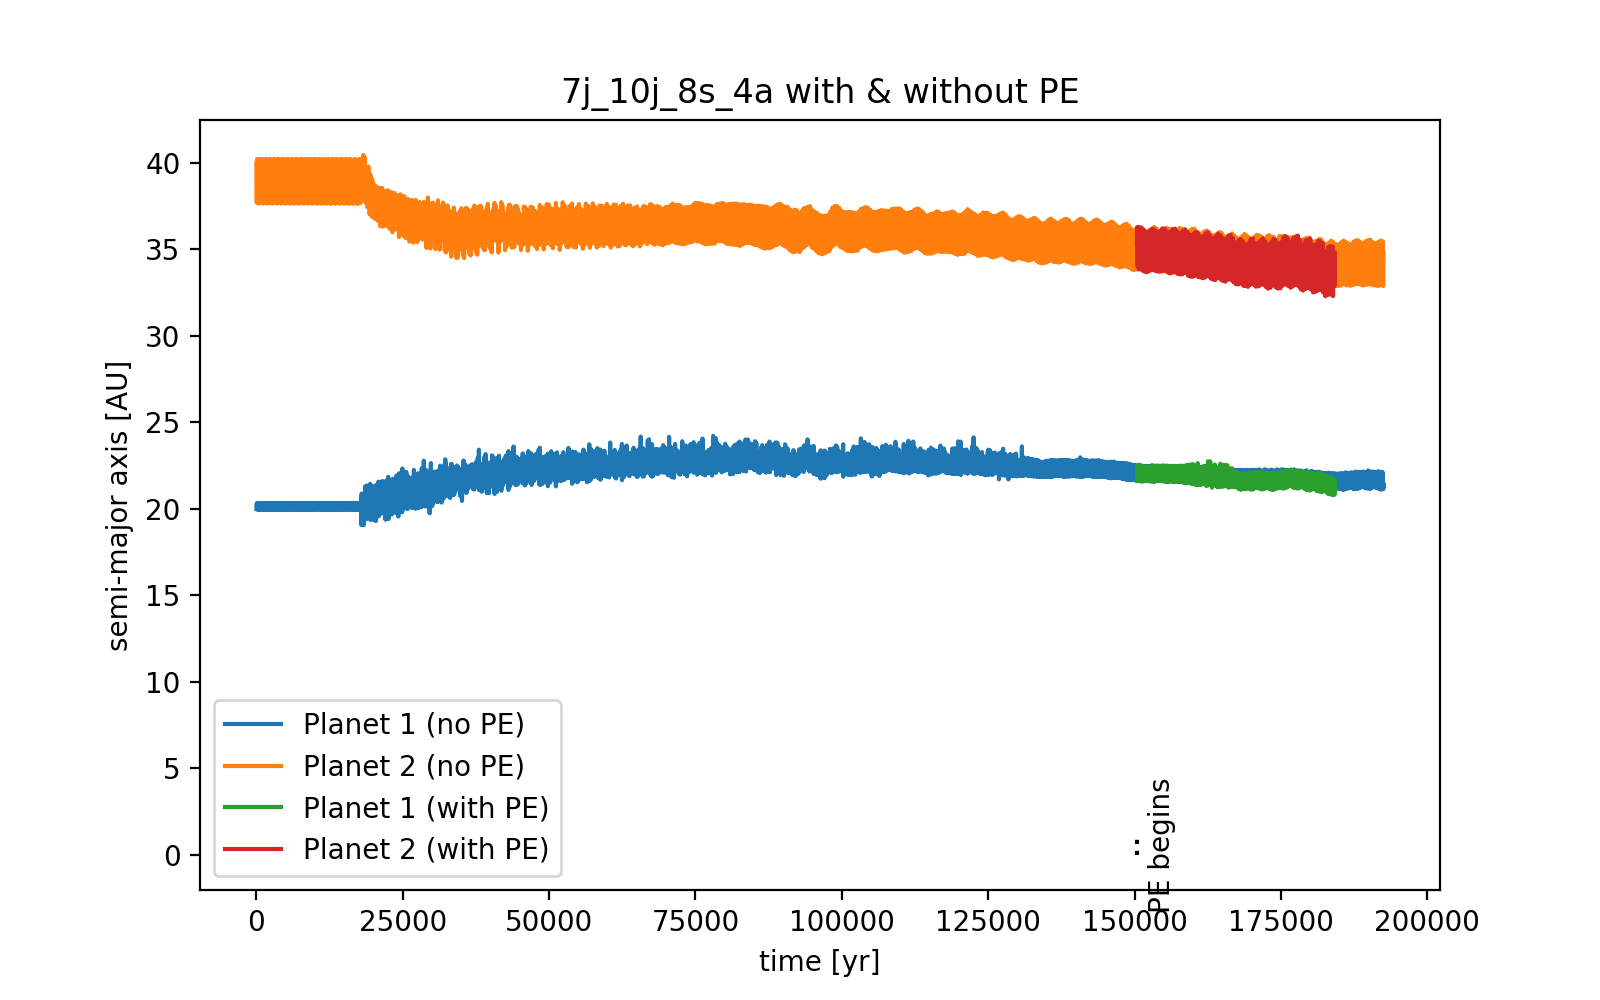 7j_10j_8s_4a with & without PE
semi-major axis [AU]
40
35
30
25
20
15
10
5
0
Planet 1 (no PE)
Planet 2 (no PE)
Planet 1 (with PE)
Planet 2 (with PE)
PE begins
0
25000
50000
75000
100000
125000
150000
175000
200000
time [yr]